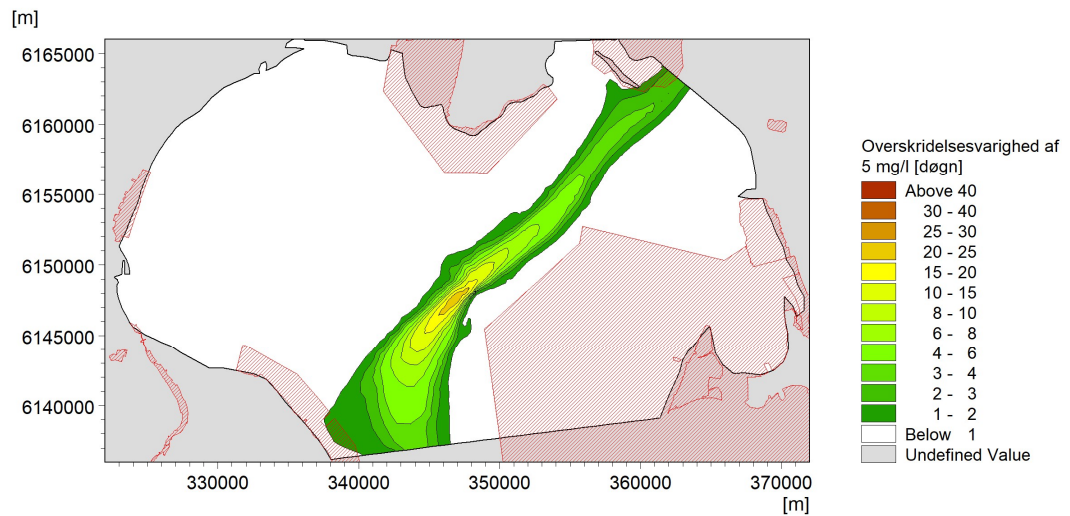 [m]
6165000
6160000
6155000
6150000
6145000
6140000
330000 340000 350000 360000 370000
[m]
Overskridelsesvarighed af
5 mg/l [døgn]
Above 40
30 - 40
25 - 30
20 - 25
15 - 20
10 - 15
8 - 10
6 - 8
4 - 6
3 - 4
2 - 3
1 - 2
Below 1
Undefined Value